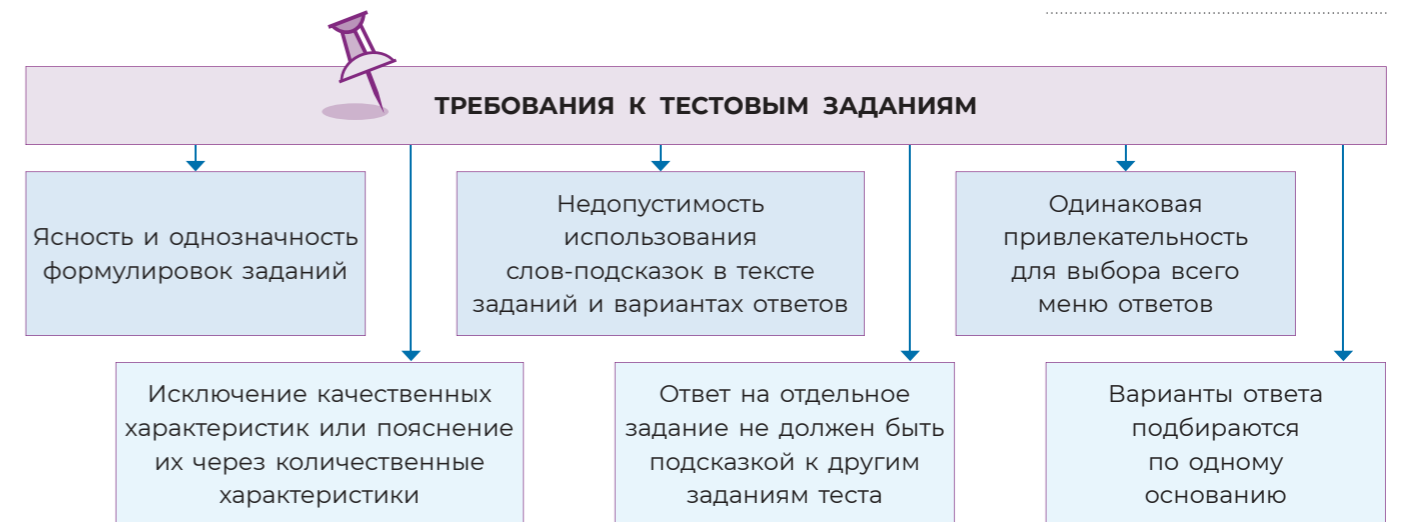 ТРЕБОВАНИЯ К ТЕСТОВЫМ ЗАДАНИЯМ
Ясность и однозначность
формулировок заданий
Недопустимость
использования
слов-подсказок в тексте
заданий и вариантах ответов
Одинаковая
привлекательность
для выбора всего
меню ответов
Исключение качественных
характеристик или пояснение
их через количественные
характеристики
Ответ на отдельное
задание не должен быть
подсказкой к другим
заданиям теста
Варианты ответа
подбираются
по одному
основанию